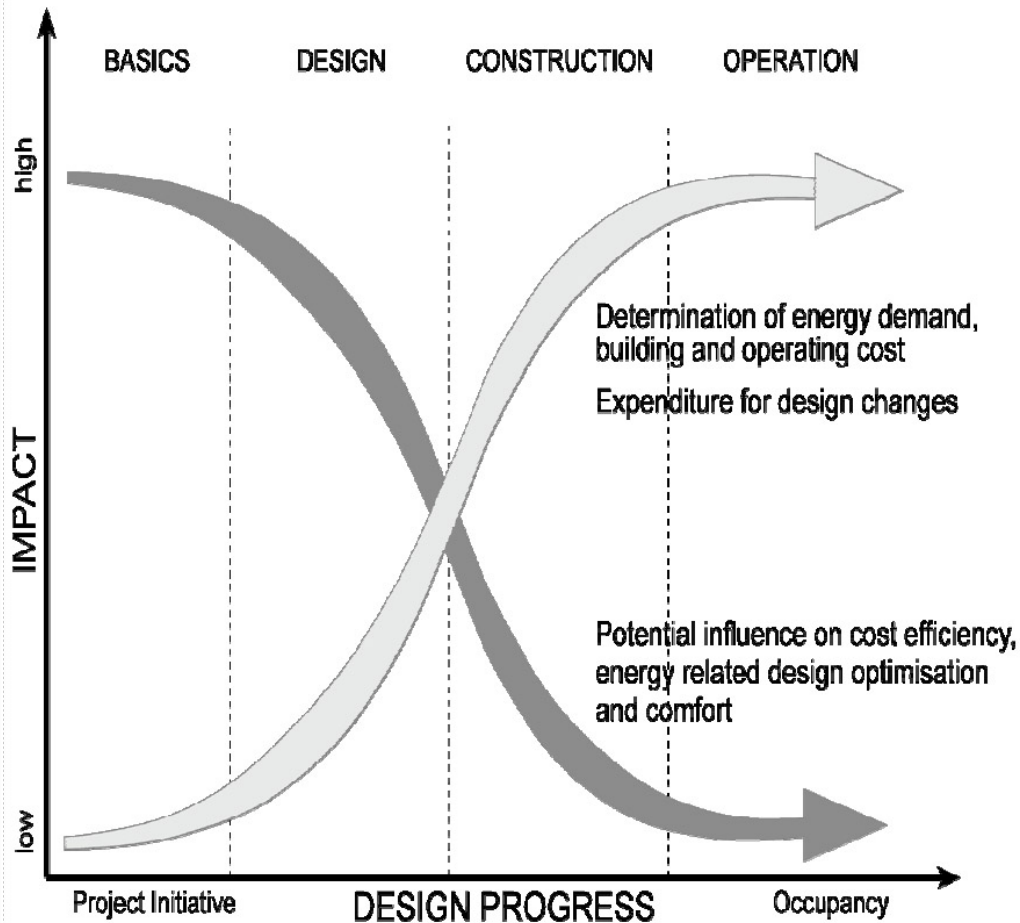 BASICS DESIGN CONSTRUCTION OPERATION
high
Determination of energy demand,
building and operating cost
Expenditure for design changes
IMPACT
Potential influence on cost efficiency,
energy related design optimisation
and comfort
low
Project Initiative DESIGN PROGRESS Occupancy